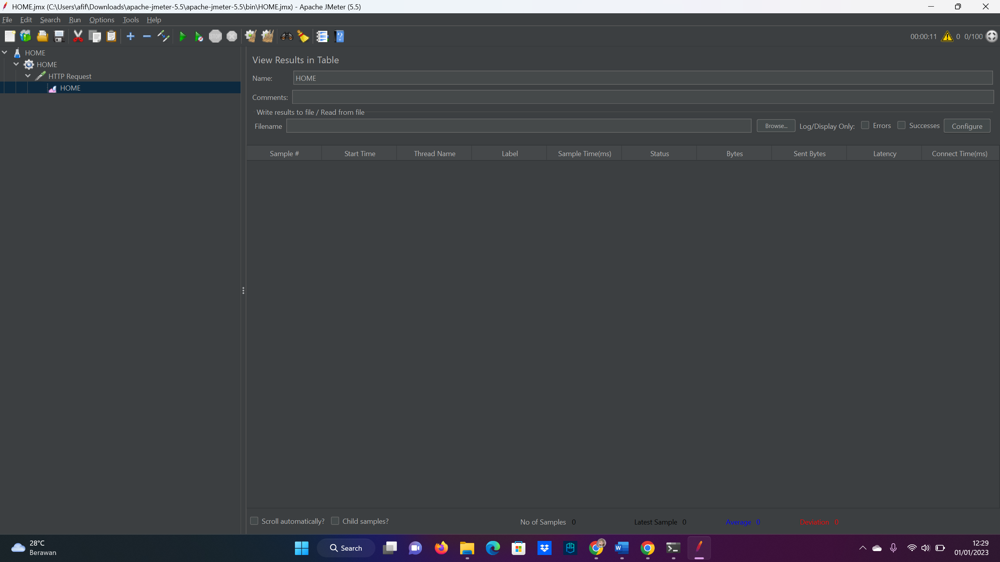 HOME.jmx (C:\Users\afif\Downloads\apache-jmeter-5.5\apache-jmeter-5.5\bin\HOME.jmx) - Apache JMeter (5.5)
File Edit Search Run Options Tools Help
STOP
00:00:11 0 0/100
HOME
HOME
HTTP Request
HOME
View Results in Table
Name: HOME
Comments:
Write results to file / Read from file
Filename Browse... Log/Display Only: Errors Successes Configure
Sample # Start Time Thread Name Label Sample Time(ms) Status Bytes Sent Bytes Latency Connect Time(ms)
Scroll automatically? Child samples? No of Samples 0 Latest Sample 0 Average 0 Deviation 0
28°C
Berawan
Search
12:29
01/01/2023